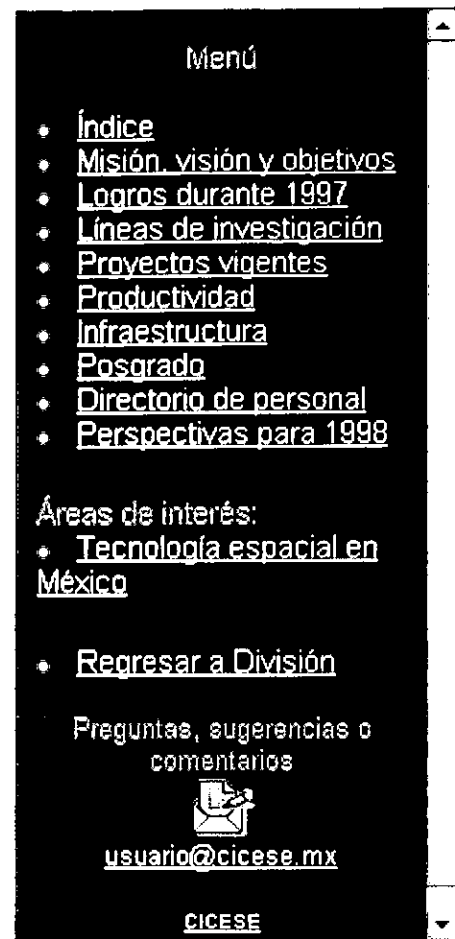 Menú
Índice
Misión, visión y objetivos
Logros durante 1997
Líneas de investigación
Proyectos vigentes
Productividad
Infraestructura
Posgrado
Directorio de personal
Perspectivas para 1998
Áreas de interés:
Tecnología espacial en
México
Regresar a División
Preguntas, sugerencias o
comentarios
usuario@cicese.mx
CICESE